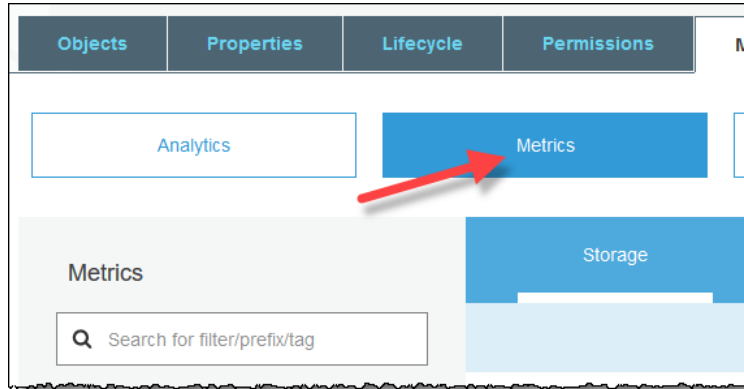 Objects Properties Lifecycle Permissions M
Analytics Metrics
Storage
Metrics
Search for filter/prefix/tag